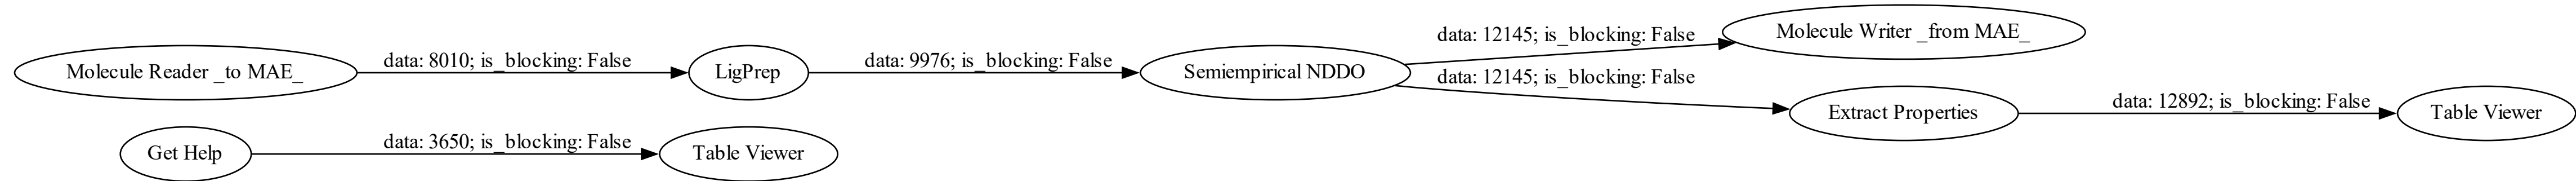 Molecule Reader _to MAE_
data: 8010; is_blocking: False
LigPrep
data: 9976; is_blocking: False
Semiempirical NDDO
data: 12145; is_blocking: False
Molecule Writer _from MAE_
data: 12145; is_blocking: False
Extract Properties
data: 12892; is_blocking: False
Table Viewer
Get Help
data: 3650; is_blocking: False
Table Viewer